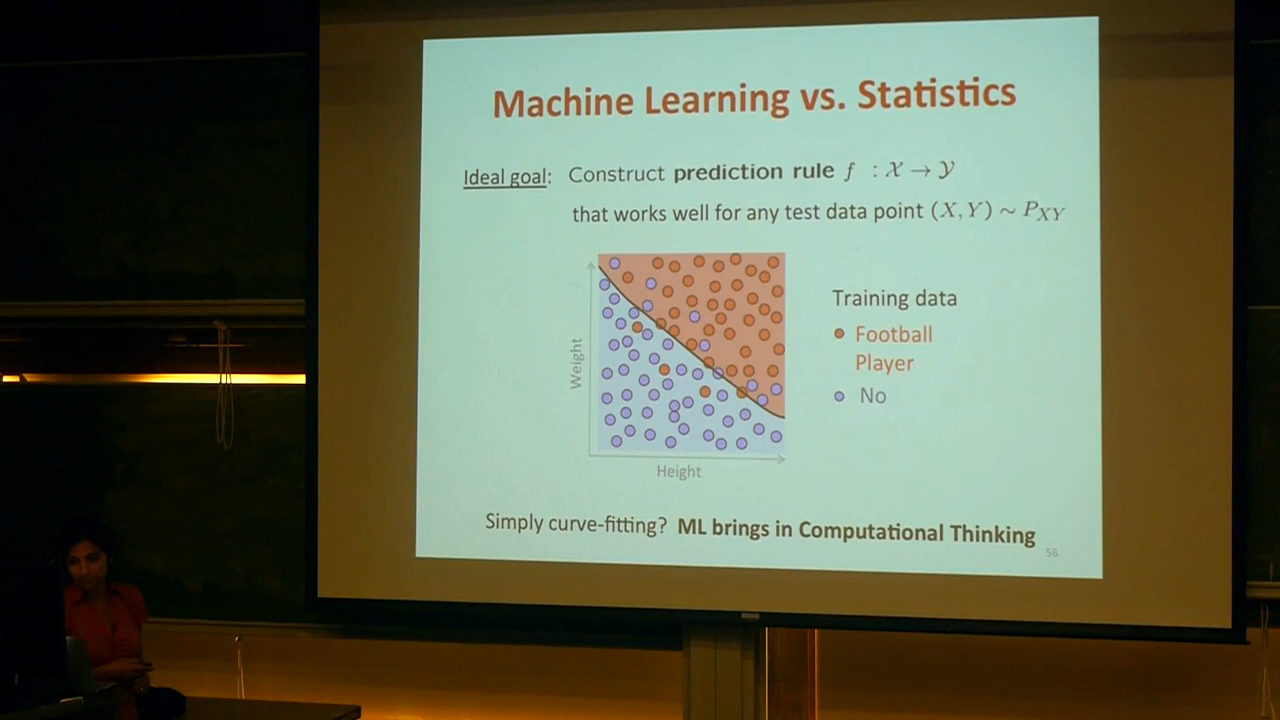 Machine Learning vs. Statistics
Ideal goal: Construct prediction rule f : 𝒳 → 𝒴
that works well for any test data point (X, Y) ∼ P_XY
Weight
Height
Training data
Football
Player
No
Simply curve-fitting? ML brings in Computational Thinking
56